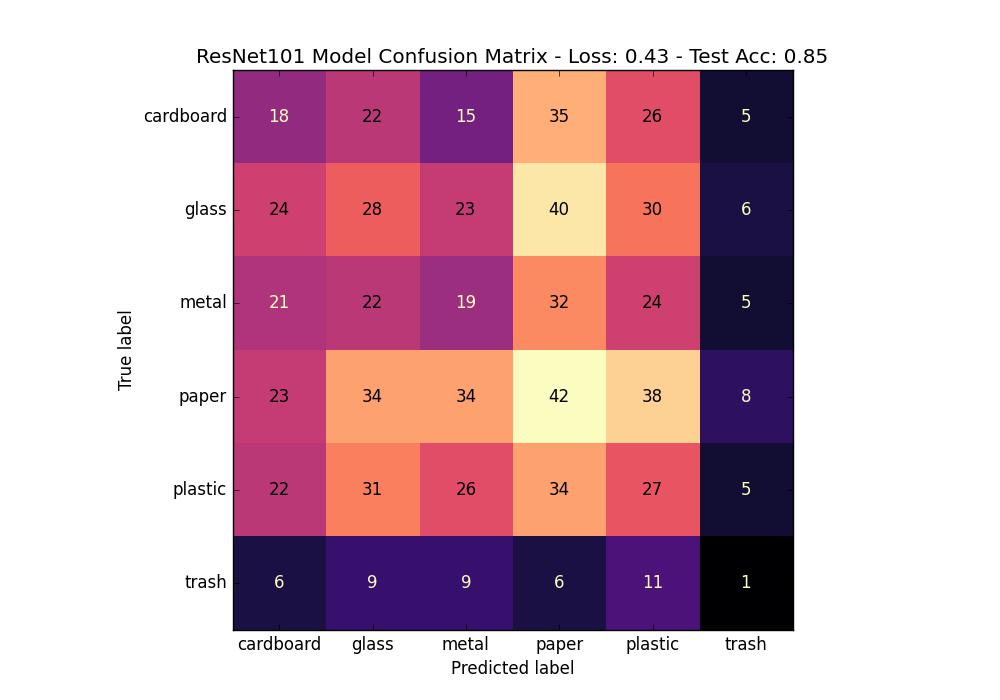 ResNet101 Model Confusion Matrix - Loss: 0.43 - Test Acc: 0.85
cardboard 18 22 15 35 26 5
glass 24 28 23 40 30 6
metal 21 22 19 32 24 5
True label
paper 23 34 34 42 38 8
plastic 22 31 26 34 27 5
trash 6 9 9 6 11 1
cardboard glass metal paper plastic trash
Predicted label